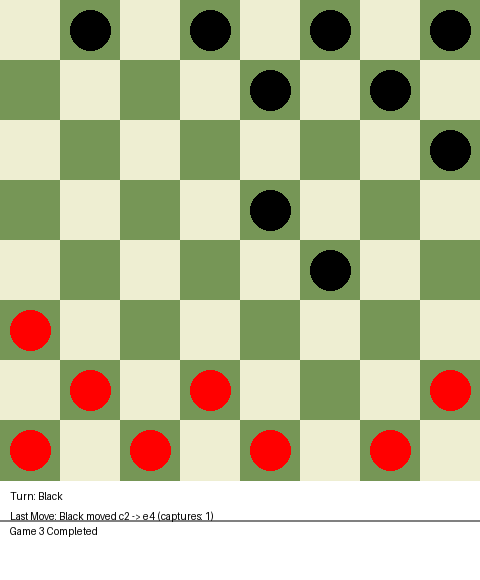 Turn: Black
Last Move: Black moved c2 -> e4 (captures: 1)
Game 3 Completed